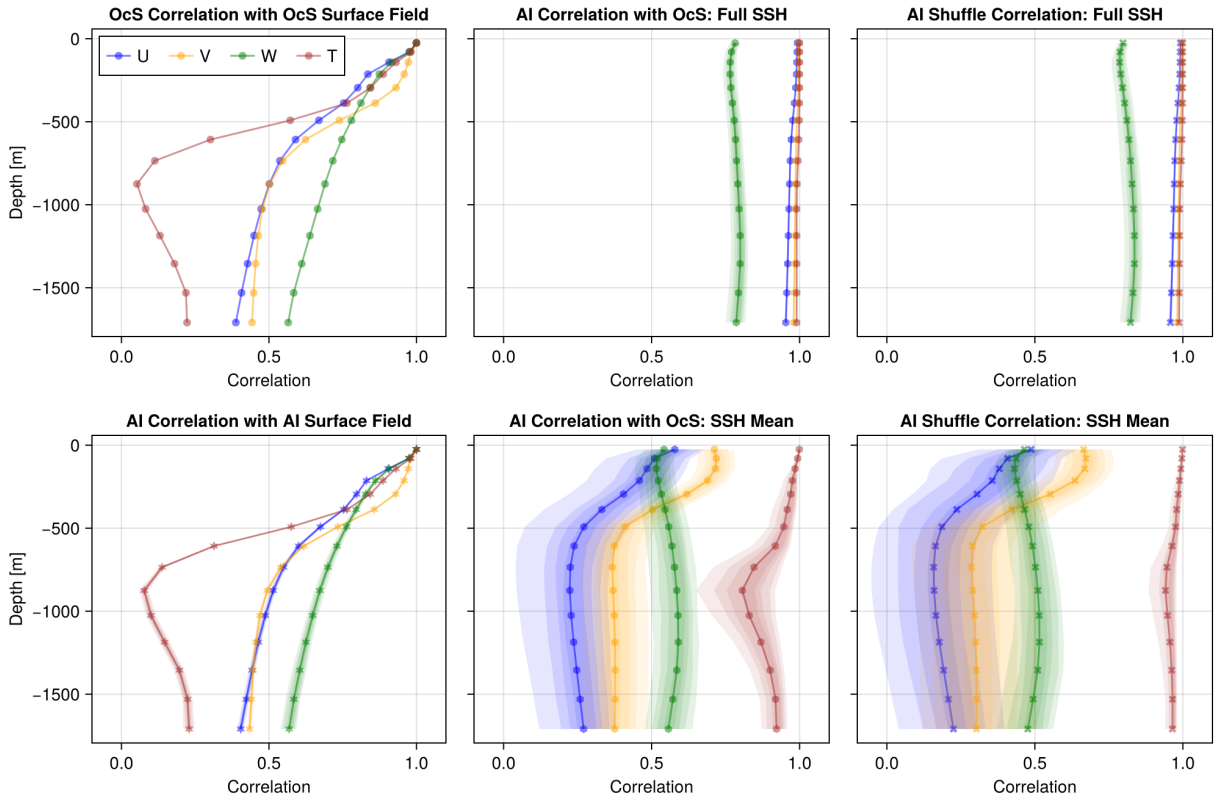 OcS Correlation with OcS Surface Field
AI Correlation with OcS: Full SSH
AI Shuffle Correlation: Full SSH
U V W T
0
−500
−1000
−1500
Depth [m]
0.0 0.5 1.0
0.0 0.5 1.0
0.0 0.5 1.0
Correlation
Correlation
Correlation
AI Correlation with AI Surface Field
AI Correlation with OcS: SSH Mean
AI Shuffle Correlation: SSH Mean
0
−500
−1000
−1500
Depth [m]
0.0 0.5 1.0
0.0 0.5 1.0
0.0 0.5 1.0
Correlation
Correlation
Correlation